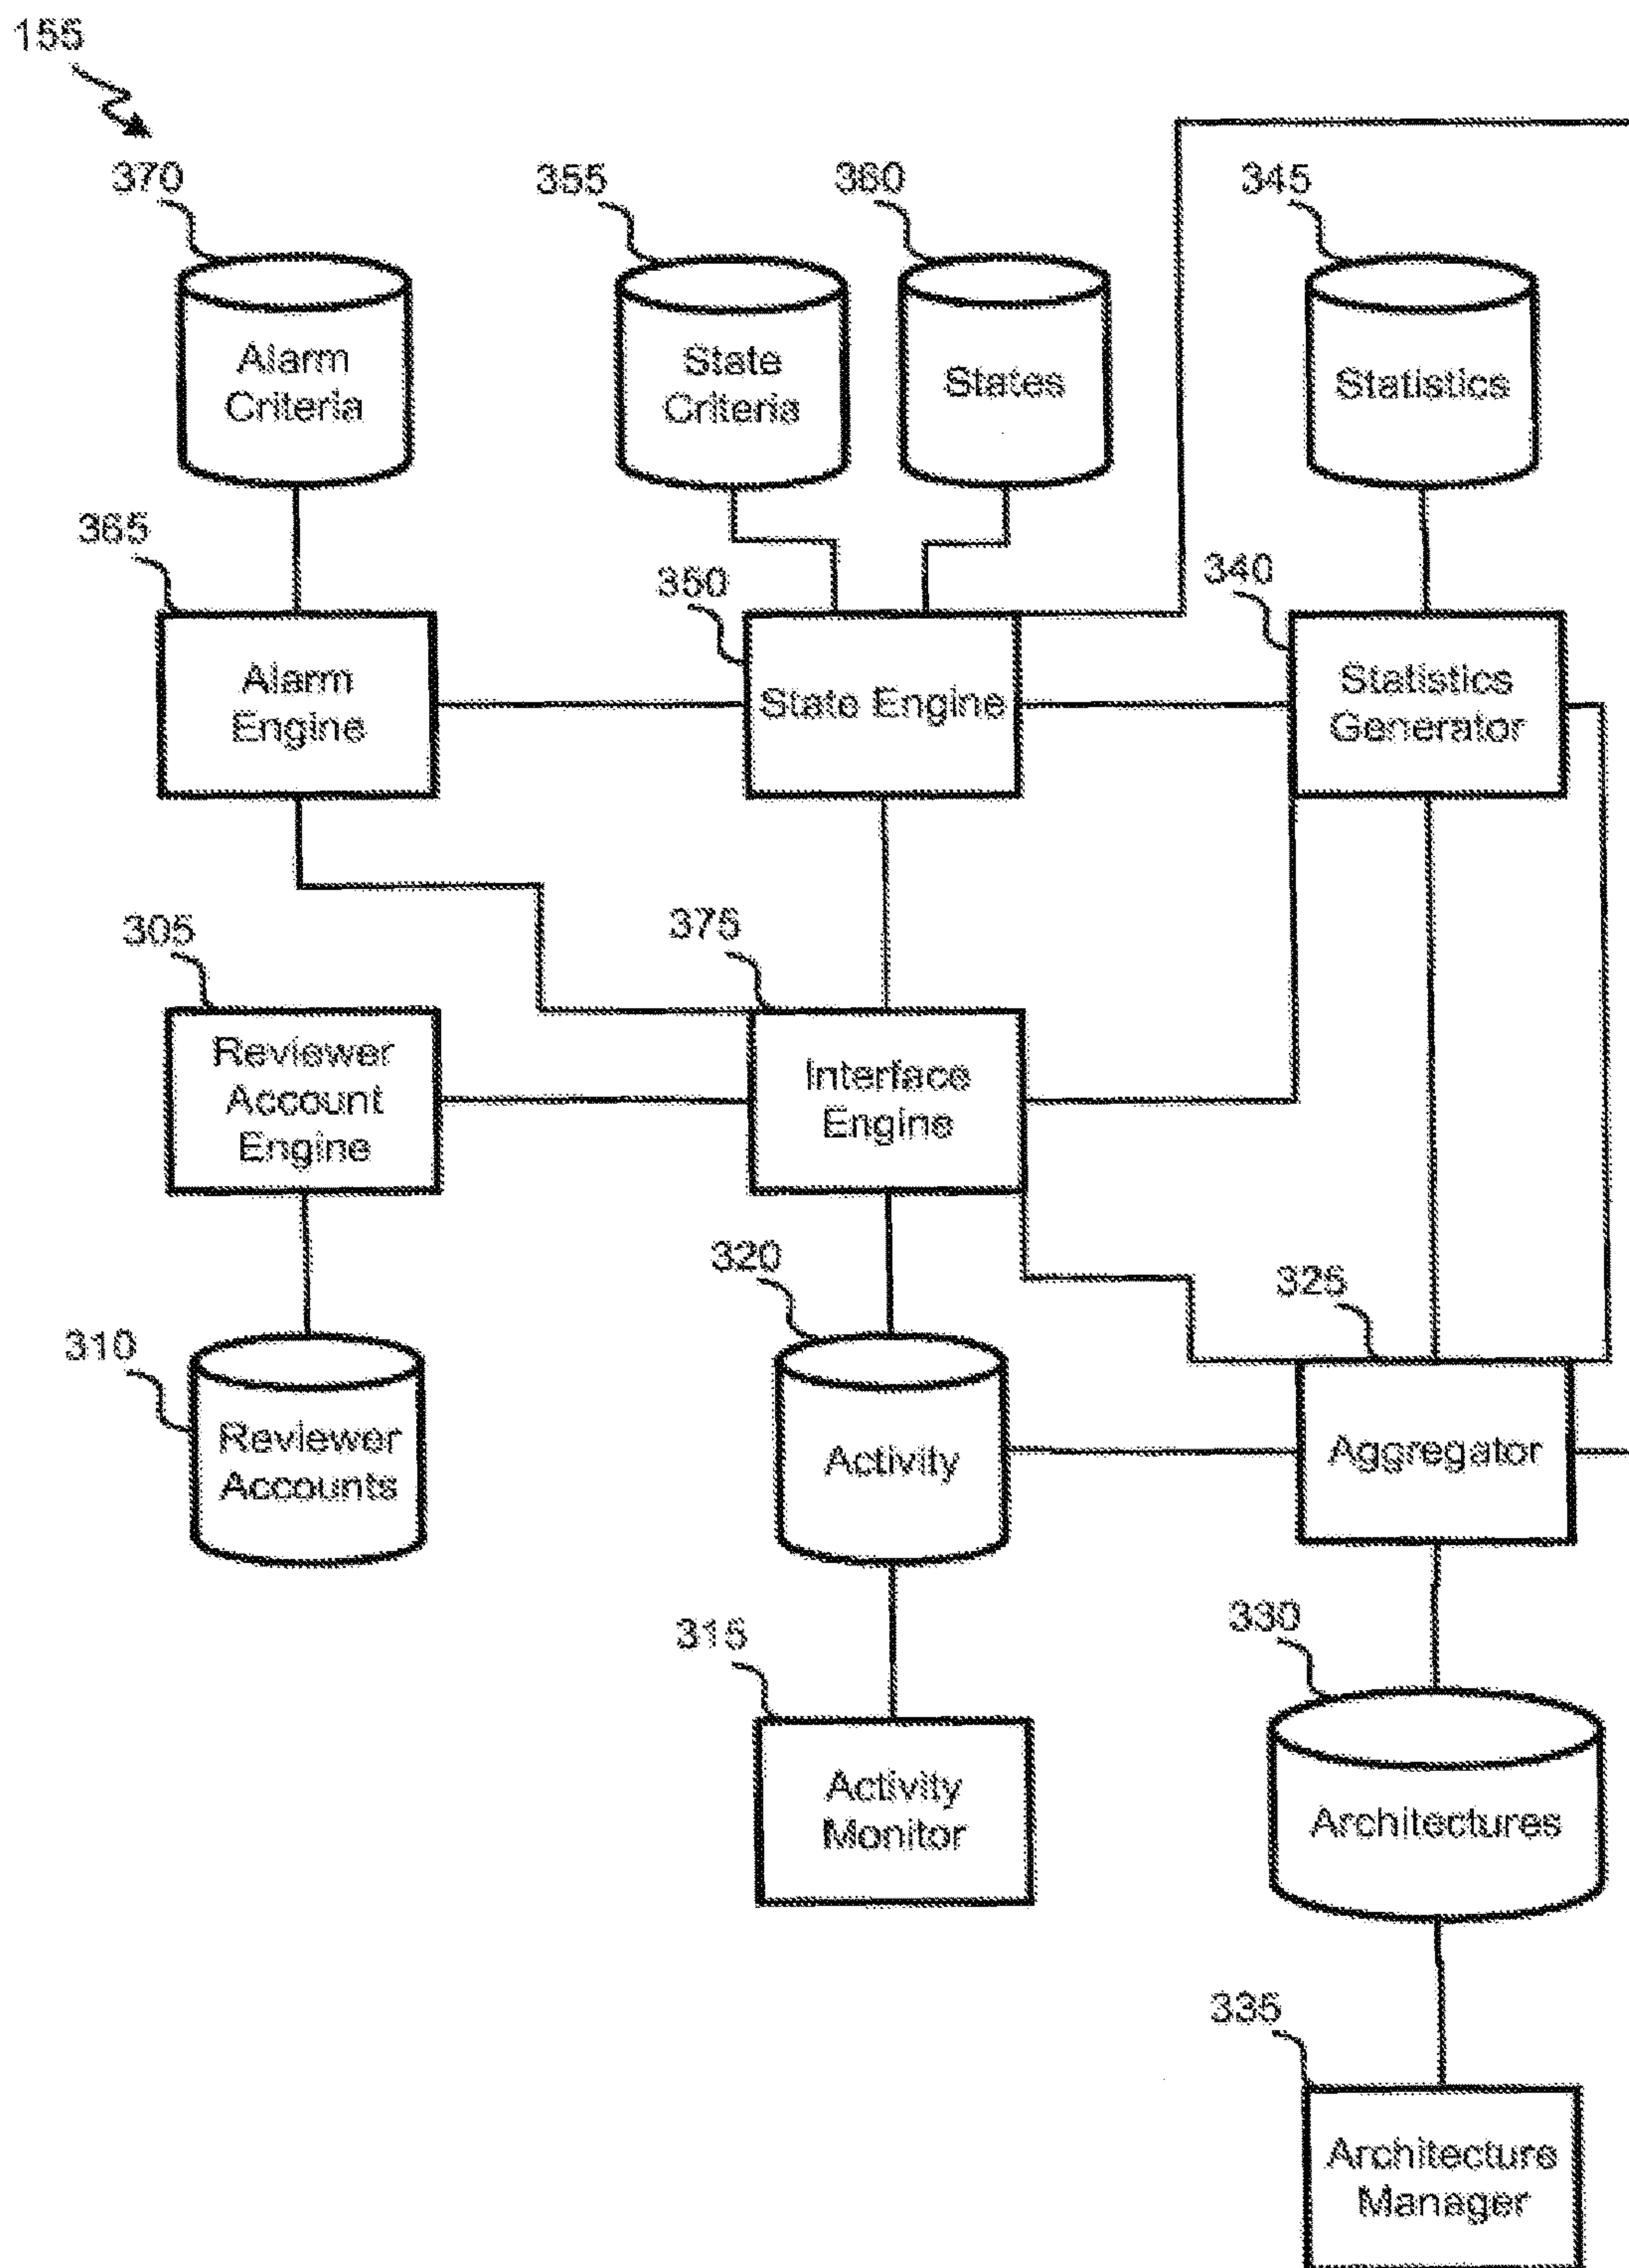 155
370
355
360
345
Alarm
Criteria
State
Criteria
States
Statistics
365
350
340
Alarm
Engine
State Engine
Statistics
Generator
305
375
Reviewer
Account
Engine
Interface
Engine
320
325
310
Reviewer
Accounts
Activity
Aggregator
315
330
Activity
Monitor
Architectures
335
Architecture
Manager